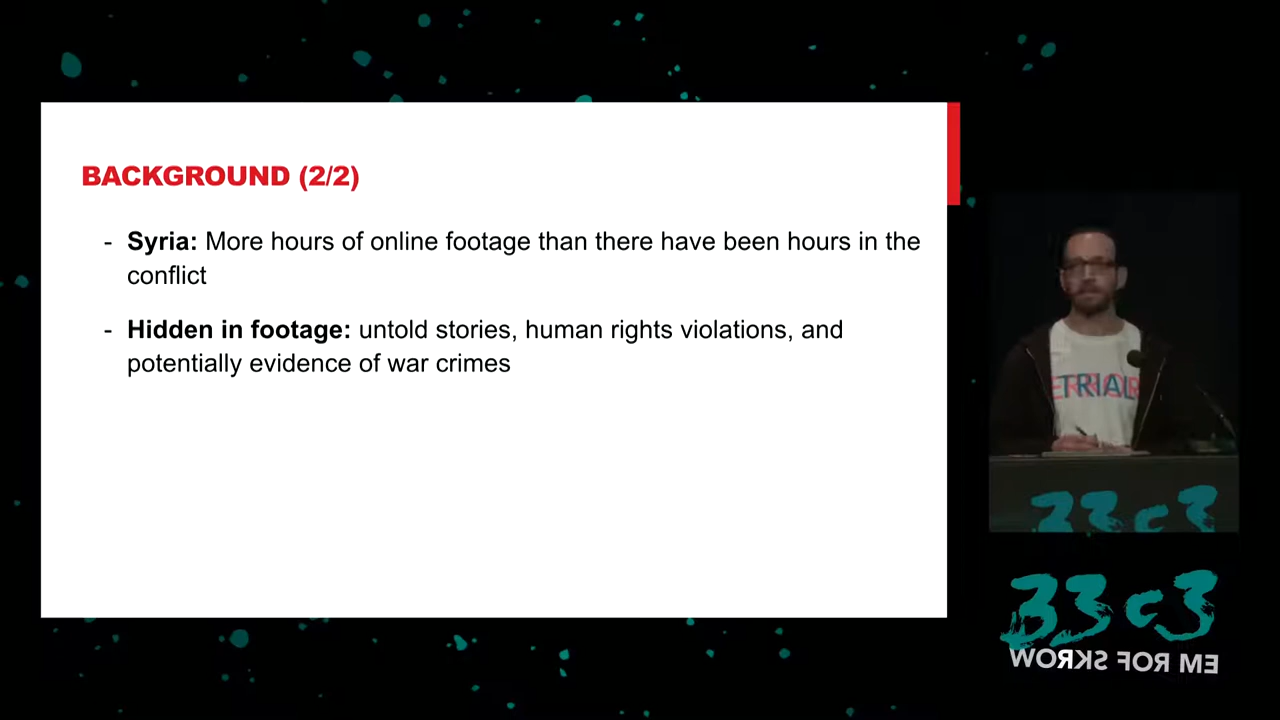 BACKGROUND (2/2)
- Syria: More hours of online footage than there have been hours in the
conflict
- Hidden in footage: untold stories, human rights violations, and
potentially evidence of war crimes
33c3
33c3
WORKS FOR ME